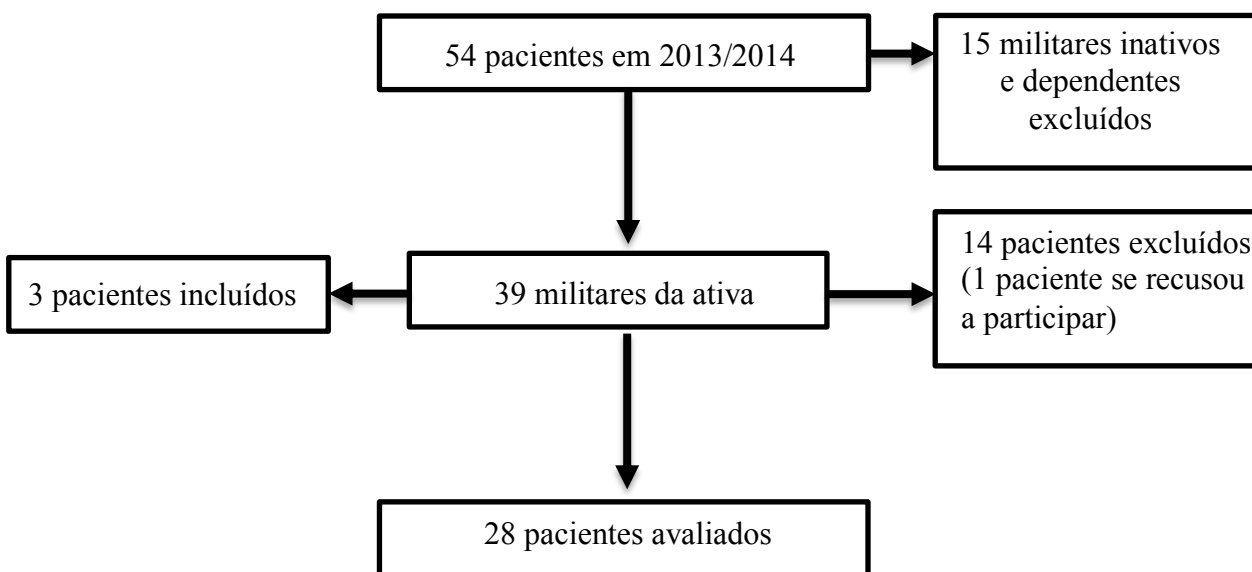 54 pacientes em 2013/2014
15 militares inativos
e dependentes
excluídos
3 pacientes incluídos
39 militares da ativa
14 pacientes excluídos
(1 paciente se recusou
a participar)
28 pacientes avaliados